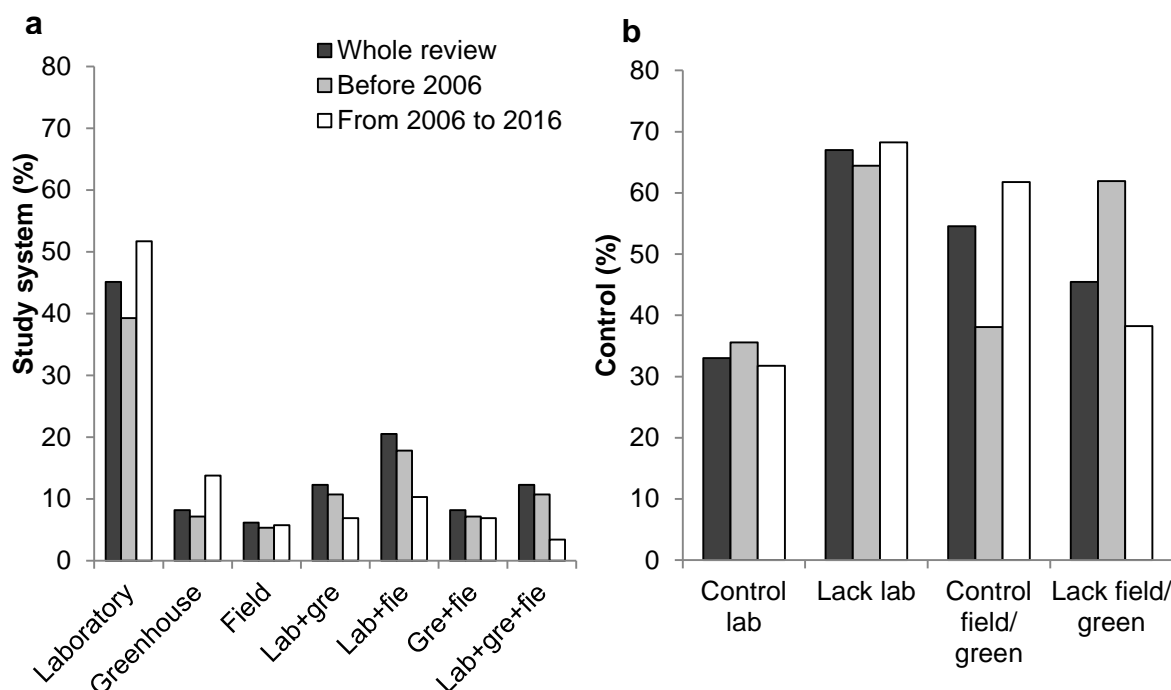 a
Whole review
Before 2006
From 2006 to 2016
Study system (%)
80
70
60
50
40
30
20
10
0
Laboratory
Greenhouse
Field
Lab+gre
Lab+fie
Gre+fie
Lab+gre+fie
b
Control (%)
80
70
60
50
40
30
20
10
0
Control
lab
Lack lab
Control
field/
green
Lack field/
green